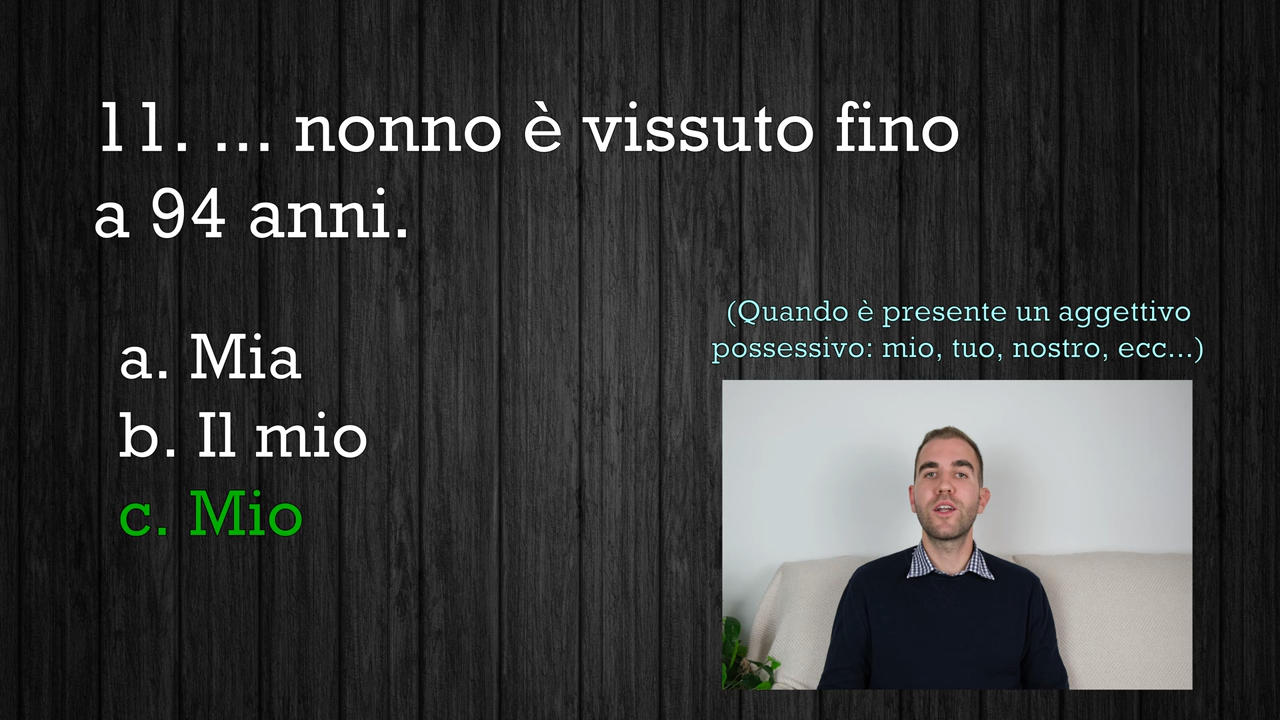 11. ... nonno è vissuto fino
a 94 anni.
a. Mia
b. Il mio
c. Mio
(Quando è presente un aggettivo
possessivo: mio, tuo, nostro, ecc...)